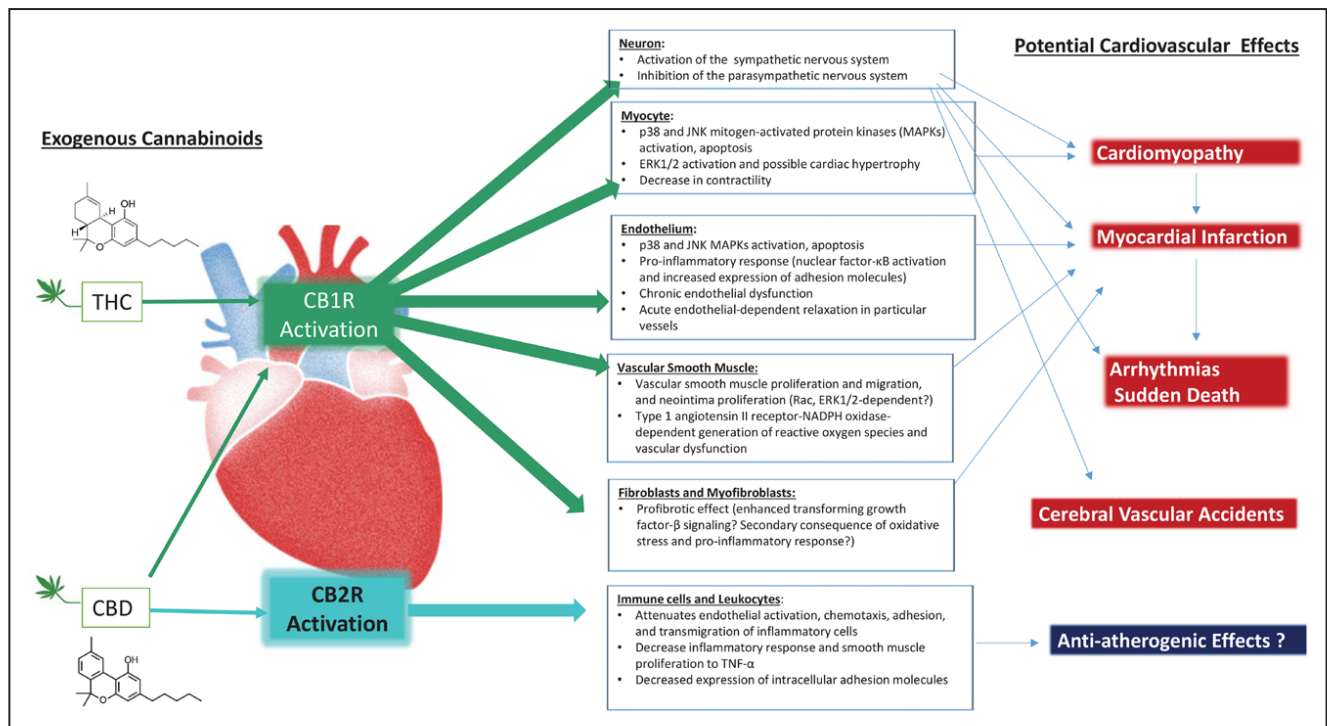 Exogenous Cannabinoids
H
OH
H
O
THC
CBD
OH
O
CB1R
Activation
CB2R
Activation
Neuron:
• Activation of the sympathetic nervous system
• Inhibition of the parasympathetic nervous system
Myocyte:
• p38 and JNK mitogen-activated protein kinases (MAPKs)
activation, apoptosis
• ERK1/2 activation and possible cardiac hypertrophy
• Decrease in contractility
Endothelium:
• p38 and JNK MAPKs activation, apoptosis
• Pro-inflammatory response (nuclear factor-κB activation
and increased expression of adhesion molecules)
• Chronic endothelial dysfunction
• Acute endothelial-dependent relaxation in particular
vessels
Vascular Smooth Muscle:
• Vascular smooth muscle proliferation and migration,
and neointima proliferation (Rac, ERK1/2-dependent?)
• Type 1 angiotensin II receptor-NADPH oxidase-
dependent generation of reactive oxygen species and
vascular dysfunction
Fibroblasts and Myofibroblasts:
• Profibrotic effect (enhanced transforming growth
factor-β signaling? Secondary consequence of oxidative
stress and pro-inflammatory response?)
Immune cells and Leukocytes:
• Attenuates endothelial activation, chemotaxis, adhesion,
and transmigration of inflammatory cells
• Decrease inflammatory response and smooth muscle
proliferation to TNF-α
• Decreased expression of intracellular adhesion molecules
Potential Cardiovascular Effects
Cardiomyopathy
Myocardial Infarction
Arrhythmias
Sudden Death
Cerebral Vascular Accidents
Anti-atherogenic Effects ?